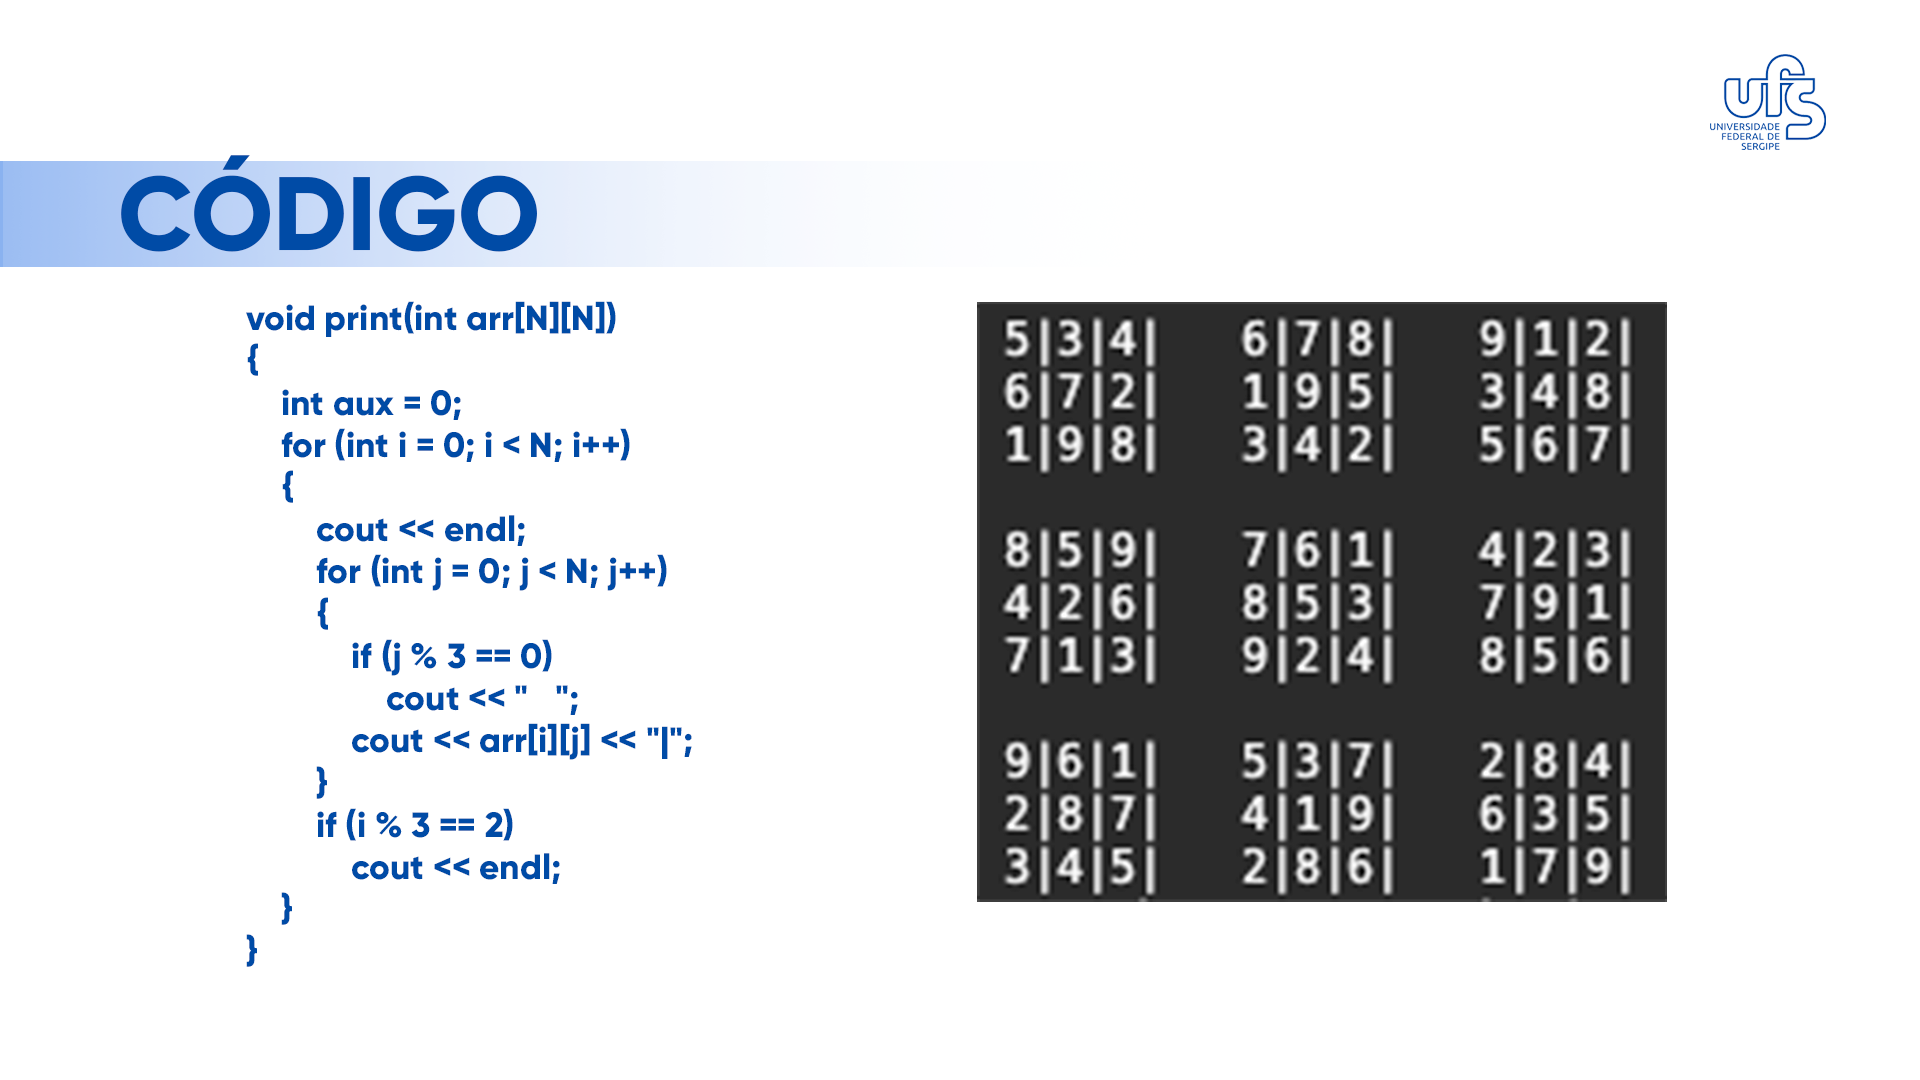 ufs
UNIVERSIDADE
FEDERAL DE
SERGIPE
CÓDIGO
void print(int arr[N][N])
{
    int aux = 0;
    for (int i = 0; i < N; i++)
    {
        cout << endl;
        for (int j = 0; j < N; j++)
        {
            if (j % 3 == 0)
                cout << "   ";
            cout << arr[i][j] << "|";
        }
        if (i % 3 == 2)
            cout << endl;
    }
}
5|3|4|   6|7|8|   9|1|2|
6|7|2|   1|9|5|   3|4|8|
1|9|8|   3|4|2|   5|6|7|
8|5|9|   7|6|1|   4|2|3|
4|2|6|   8|5|3|   7|9|1|
7|1|3|   9|2|4|   8|5|6|
9|6|1|   5|3|7|   2|8|4|
2|8|7|   4|1|9|   6|3|5|
3|4|5|   2|8|6|   1|7|9|